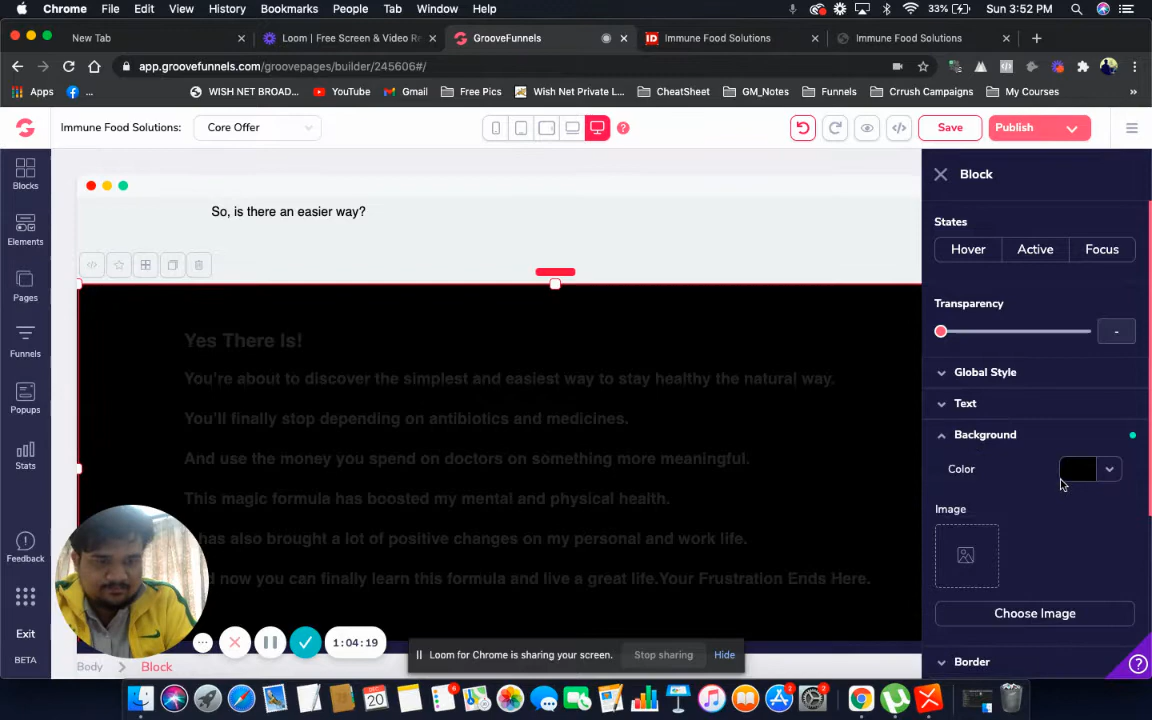 Chrome File Edit View History Bookmarks People Tab Window Help 33% Sun 3:52 PM
New Tab Loom | Free Screen & Video Re GrooveFunnels Immune Food Solutions Immune Food Solutions
app.groovefunnels.com/groovepages/builder/245606#/
Apps WISH NET BROAD... YouTube Gmail Free Pics Wish Net Private L... CheatSheet GM_Notes Funnels Crrush Campaigns My Courses
Immune Food Solutions: Core Offer Save Publish
Blocks
Elements
Pages
Funnels
Popups
Stats
Feedback
Exit
BETA
So, is there an easier way?
Yes There Is!
You're about to discover the simplest and easiest way to stay healthy the natural way.
You'll finally stop depending on antibiotics and medicines.
And use the money you spend on doctors on something more meaningful.
This magic formula has boosted my mental and physical health.
has also brought a lot of positive changes on my personal and work life.
now you can finally learn this formula and live a great life.Your Frustration Ends Here.
1:04:19
Loom for Chrome is sharing your screen. Stop sharing Hide
Body Block
Block
States
Hover Active Focus
Transparency
-
Global Style
Text
Background
Color
Image
Choose Image
Border